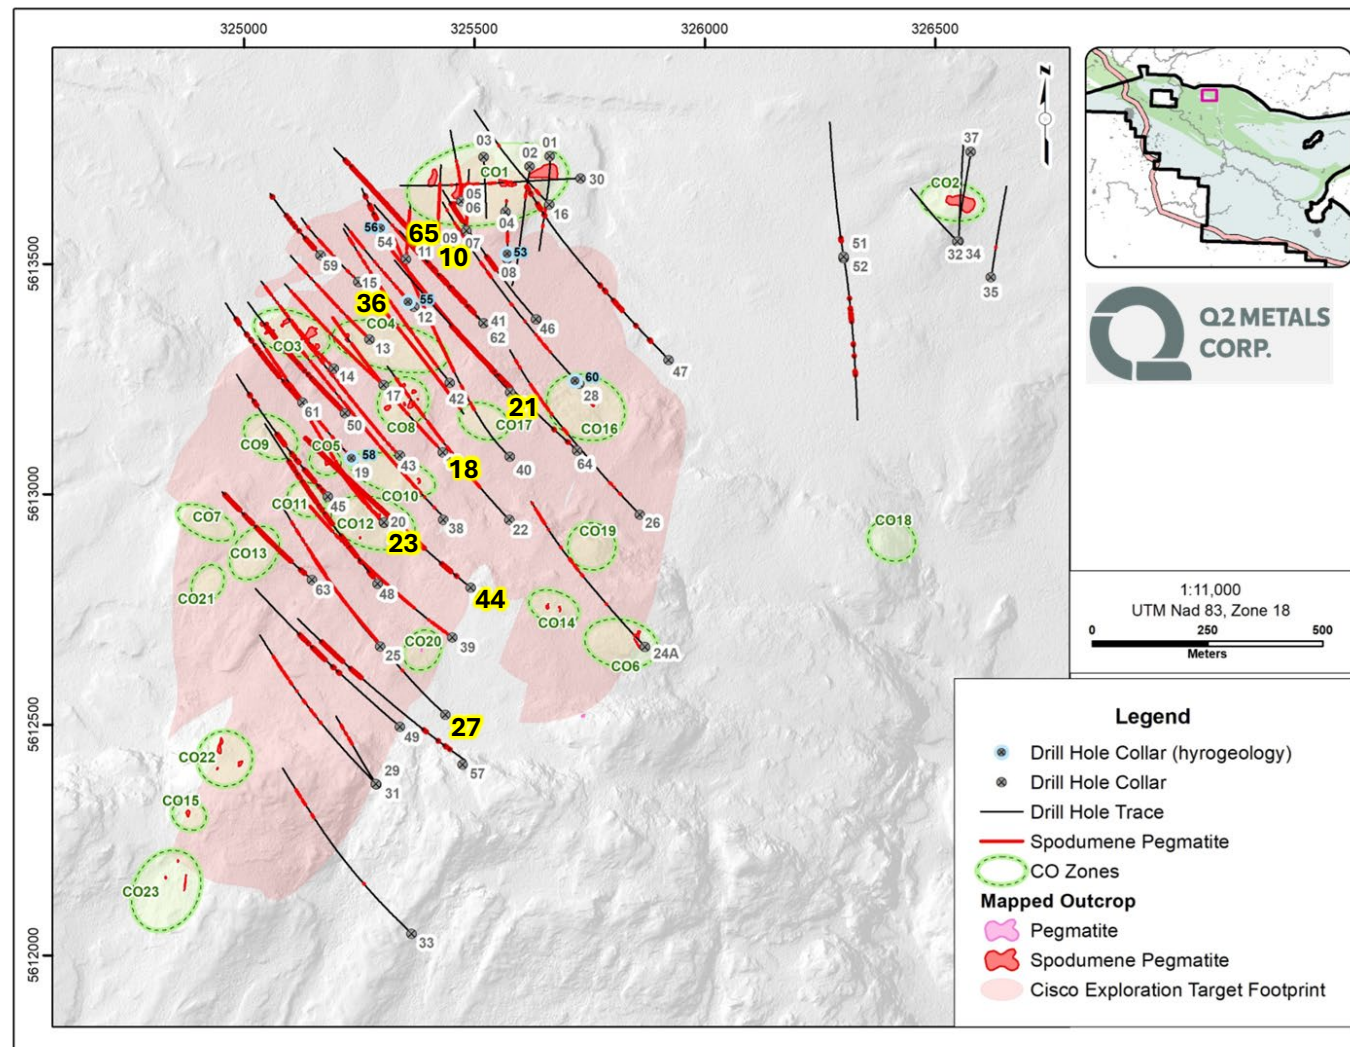 325000
325500
326000
326500
5613500
5613000
5612500
5612000
N
37
03
02
01
CO1
30
CO2
05
06
04
16
56
54
65
09
07
53
11
10
08
51
52
32 34
35
59
15
36
55
12
CO4
41
62
46
47
CO3
13
14
60
28
17
42
21
61
50
CO8
CO17
CO16
CO9
CO5
58
19
43
18
40
64
CO10
45
CO11
CO12
20
38
22
26
CO7
CO18
23
CO19
CO13
63
48
44
CO21
CO14
25
CO20
39
CO6
24A
27
49
57
CO22
29
31
CO15
CO23
33
Q2 METALS
CORP.
1:11,000
UTM Nad 83, Zone 18
0 250 500
Meters
Legend
Drill Hole Collar (hyrogeology)
Drill Hole Collar
Drill Hole Trace
Spodumene Pegmatite
CO Zones
Mapped Outcrop
Pegmatite
Spodumene Pegmatite
Cisco Exploration Target Footprint